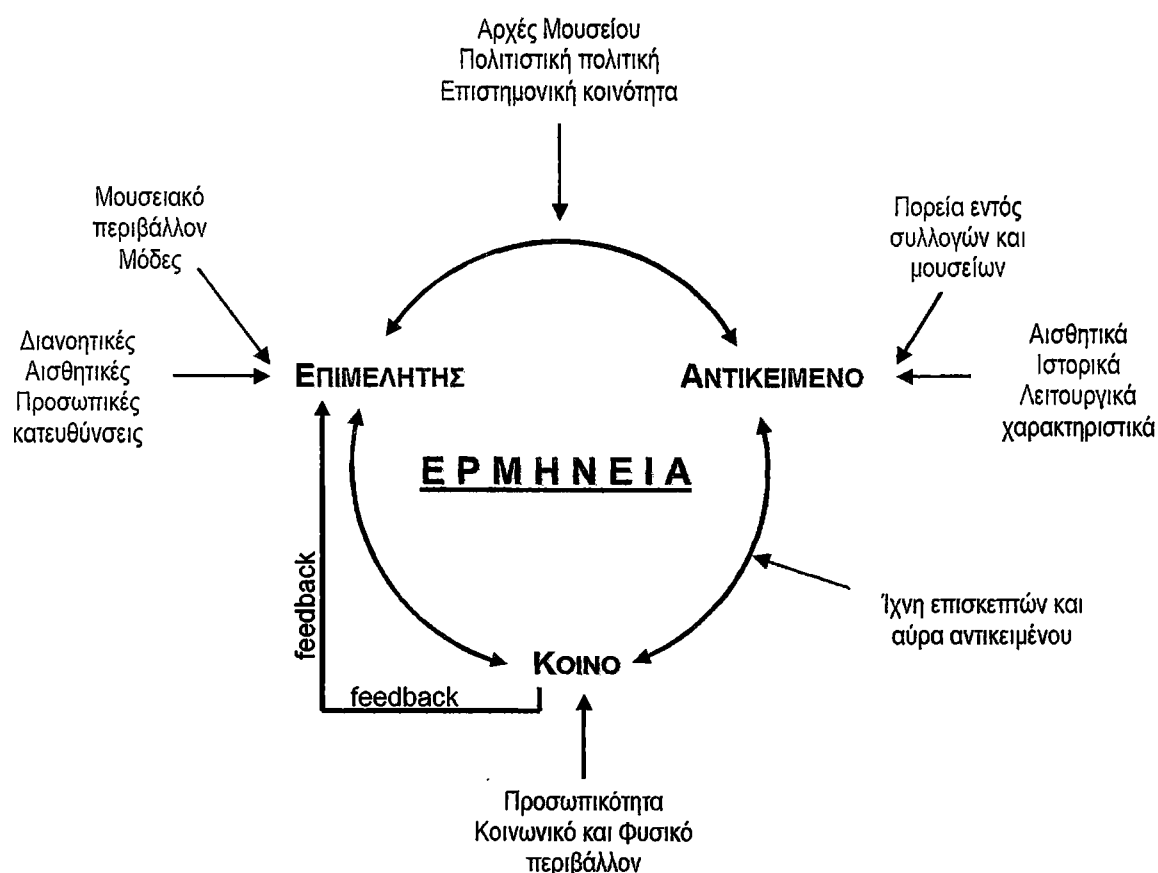 Αρχές Μουσείου
Πολιτιστική πολιτική
Επιστημονική κοινότητα
Μουσειακό
περιβάλλον
Μόδες
Πορεία εντός
συλλογών και
μουσείων
Διανοητικές
Αισθητικές
Προσωπικές
κατευθύνσεις
ΕΠΙΜΕΛΗΤΗΣ
ΑΝΤΙΚΕΙΜΕΝΟ
Αισθητικά
Ιστορικά
Λειτουργικά
χαρακτηριστικά
Ε Ρ Μ Η Ν Ε Ι Α
feedback
Ίχνη επισκεπτών και
αύρα αντικειμένου
ΚΟΙΝΟ
feedback
Προσωπικότητα
Κοινωνικό και Φυσικό
περιβάλλον